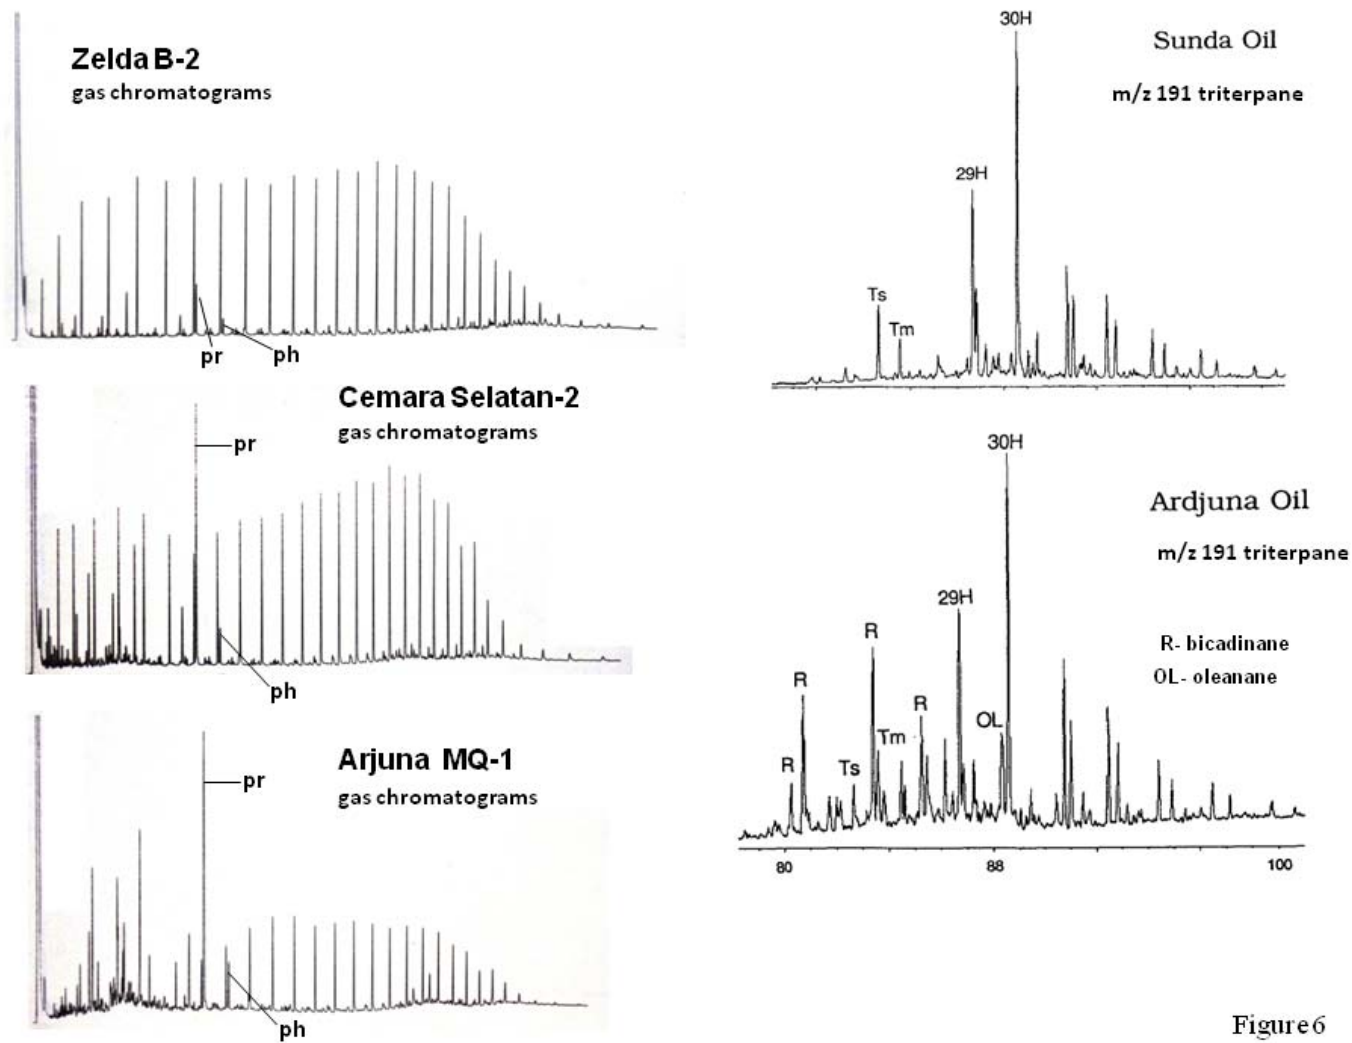 Zelda B-2
gas chromatograms
pr
ph
Cemara Selatan-2
gas chromatograms
pr
ph
Arjuna MQ-1
gas chromatograms
pr
ph
30H
Sunda Oil
m/z 191 triterpane
29H
Ts
Tm
30H
Ardjuna Oil
m/z 191 triterpane
29H
R
R- bicadinane
OL- oleanane
R
R
OL
Tm
R
Ts
80
88
100
Figure 6